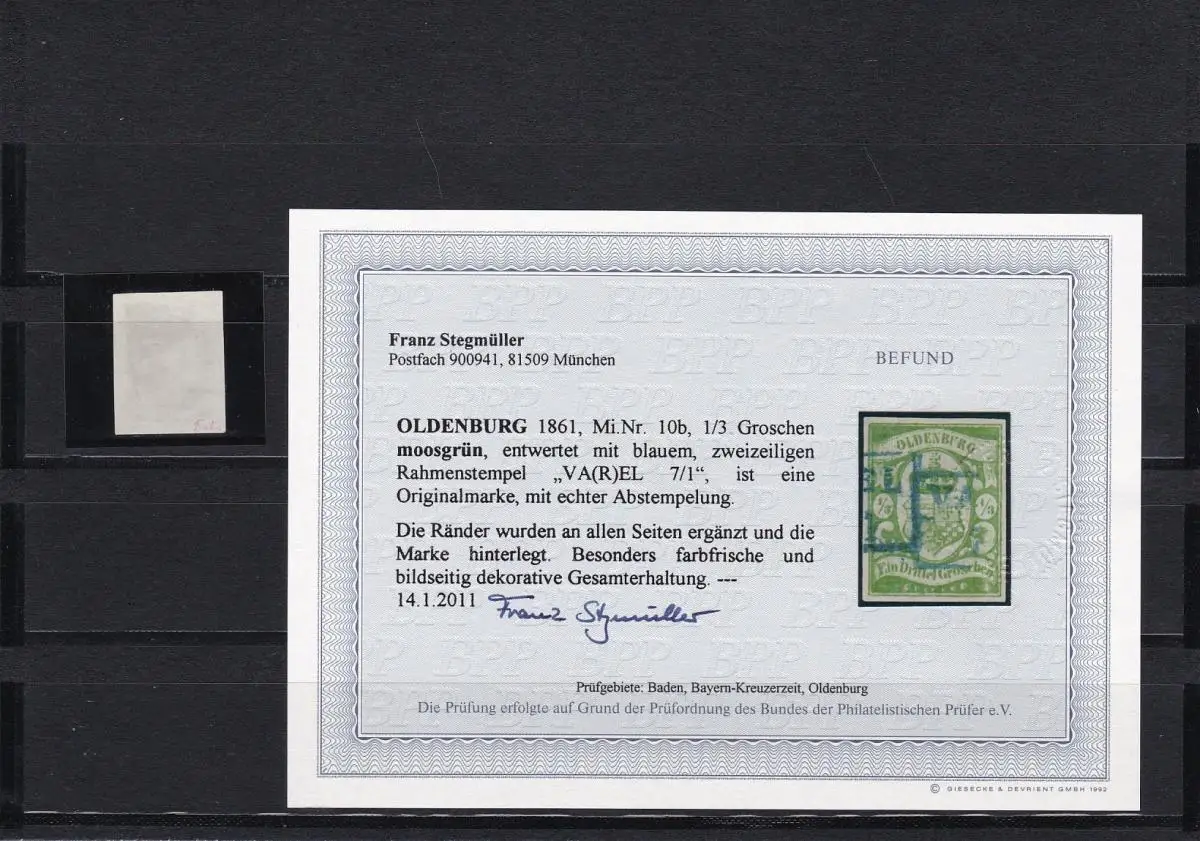 Franz Stegmüller
Postfach 900941, 81509 München
BEFUND
OLDENBURG 1861, Mi.Nr. 10b, 1/3 Groschen
moosgrün, entwertet mit blauem, zweizeiligen
Rahmenstempel „VA(R)EL 7/1“, ist eine
Originalmarke, mit echter Abstempelung.
Die Ränder wurden an allen Seiten ergänzt und die
Marke hinterlegt. Besonders farbfrische und
bildseitig dekorative Gesamterhaltung. ---
14.1.2011 Franz Stegmüller
OLDENBURG
1/3 1/3
Ein Drittel Groschen
Prüfgebiete: Baden, Bayern-Kreuzerzeit, Oldenburg
Die Prüfung erfolgte auf Grund der Prüfordnung des Bundes der Philatelistischen Prüfer e.V.
© GIESECKE & DEVRIENT GMBH 1992